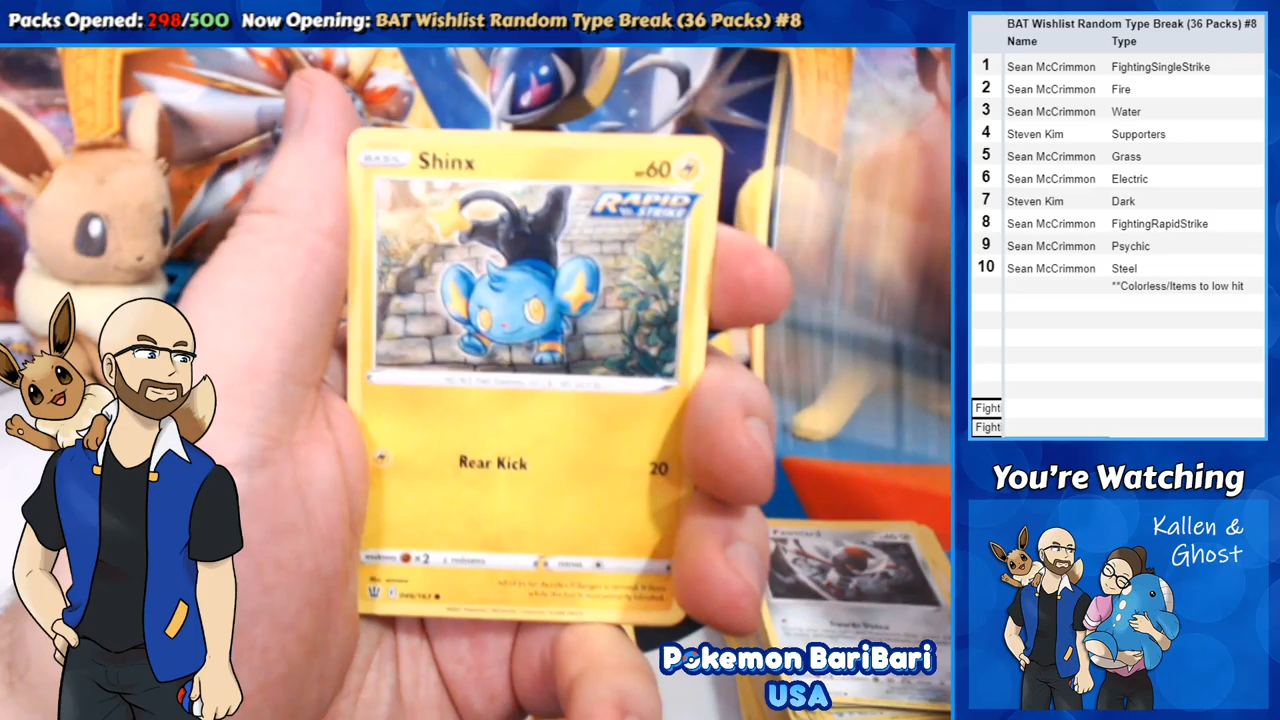 Packs Opened: 298/500 Now Opening: BAT Wishlist Random Type Break (36 Packs) #8
BASIC Shinx HP60
RAPID
STRIKE
Rear Kick 20
weakness ×2
Pokemon BariBari
USA
BAT Wishlist Random Type Break (36 Packs) #8
Name Type
1 Sean McCrimmon FightingSingleStrike
2 Sean McCrimmon Fire
3 Sean McCrimmon Water
4 Steven Kim Supporters
5 Sean McCrimmon Grass
6 Sean McCrimmon Electric
7 Steven Kim Dark
8 Sean McCrimmon FightingRapidStrike
9 Sean McCrimmon Psychic
10 Sean McCrimmon Steel
**Colorless/Items to low hit
Fight
Fight
You're Watching
Kallen &
Ghost